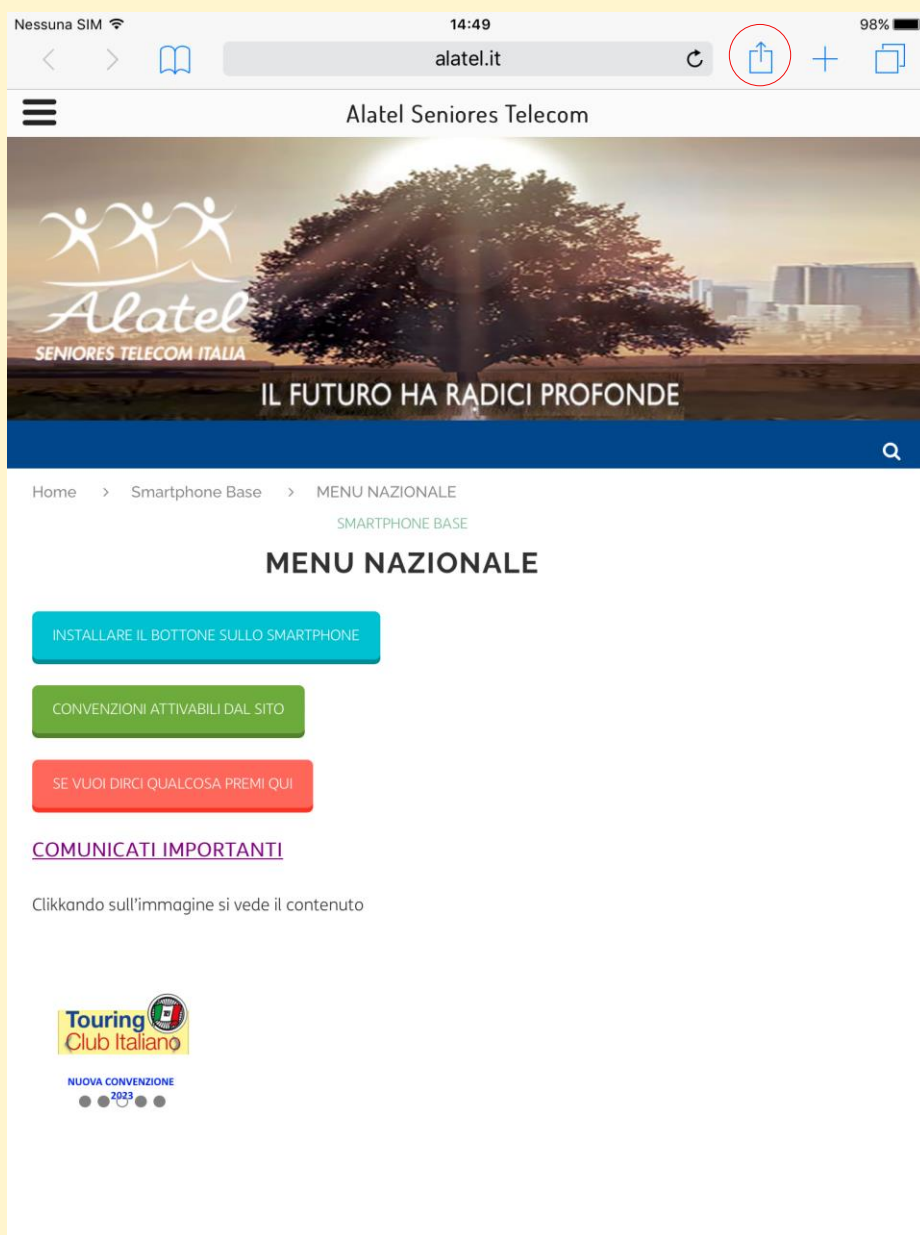 Nessuna SIM 14:49 98%
alatel.it
Alatel Seniores Telecom
Alatel
SENIORES TELECOM ITALIA
IL FUTURO HA RADICI PROFONDE
Home > Smartphone Base > MENU NAZIONALE
SMARTPHONE BASE
MENU NAZIONALE
INSTALLARE IL BOTTONE SULLO SMARTPHONE
CONVENZIONI ATTIVABILI DAL SITO
SE VUOI DIRCI QUALCOSA PREMI QUI
COMUNICATI IMPORTANTI
Clikkando sull'immagine si vede il contenuto
Touring
Club Italiano
NUOVA CONVENZIONE
2023